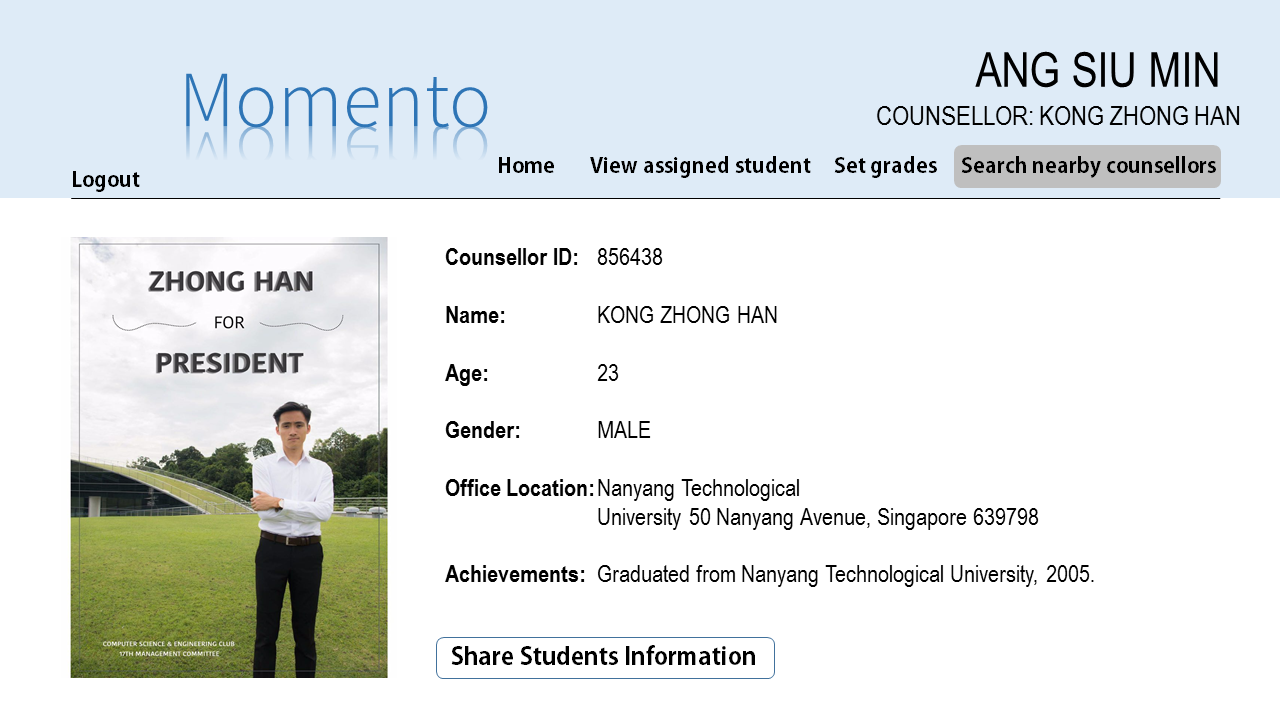 Momento
ANG SIU MIN
COUNSELLOR: KONG ZHONG HAN
Logout
Home
View assigned student
Set grades
Search nearby counsellors
ZHONG HAN
FOR
PRESIDENT
COMPUTER SCIENCE & ENGINEERING CLUB
17TH MANAGEMENT COMMITTEE
Counsellor ID: 856438
Name: KONG ZHONG HAN
Age: 23
Gender: MALE
Office Location: Nanyang Technological
University 50 Nanyang Avenue, Singapore 639798
Achievements: Graduated from Nanyang Technological University, 2005.
Share Students Information